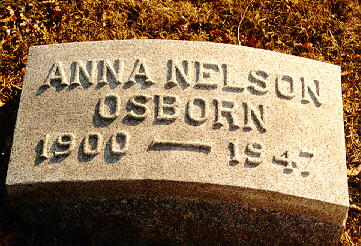 ANNA NELSON
OSBORN
1900 — 1947